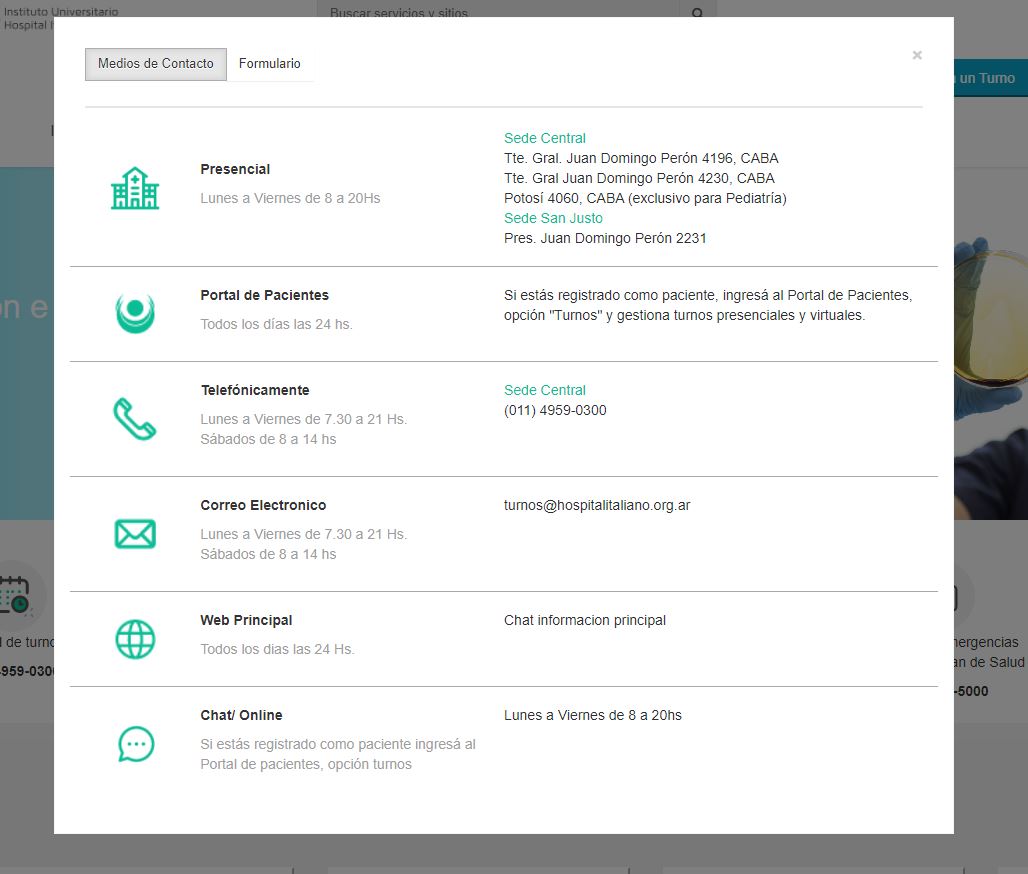 Instituto Universitario
Hospital
Buscar servicios y sitios
un Turno
Medios de Contacto
Formulario
×
Presencial
Lunes a Viernes de 8 a 20Hs
Sede Central
Tte. Gral. Juan Domingo Perón 4196, CABA
Tte. Gral Juan Domingo Perón 4230, CABA
Potosí 4060, CABA (exclusivo para Pediatría)
Sede San Justo
Pres. Juan Domingo Perón 2231
Portal de Pacientes
Todos los días las 24 hs.
Si estás registrado como paciente, ingresá al Portal de Pacientes,
opción "Turnos" y gestiona turnos presenciales y virtuales.
Telefónicamente
Lunes a Viernes de 7.30 a 21 Hs.
Sábados de 8 a 14 hs
Sede Central
(011) 4959-0300
Correo Electronico
Lunes a Viernes de 7.30 a 21 Hs.
Sábados de 8 a 14 hs
turnos@hospitalitaliano.org.ar
Web Principal
Todos los dias las 24 Hs.
Chat informacion principal
Chat/ Online
Si estás registrado como paciente ingresá al
Portal de pacientes, opción turnos
Lunes a Viernes de 8 a 20hs
de turno
de Salud
-5000